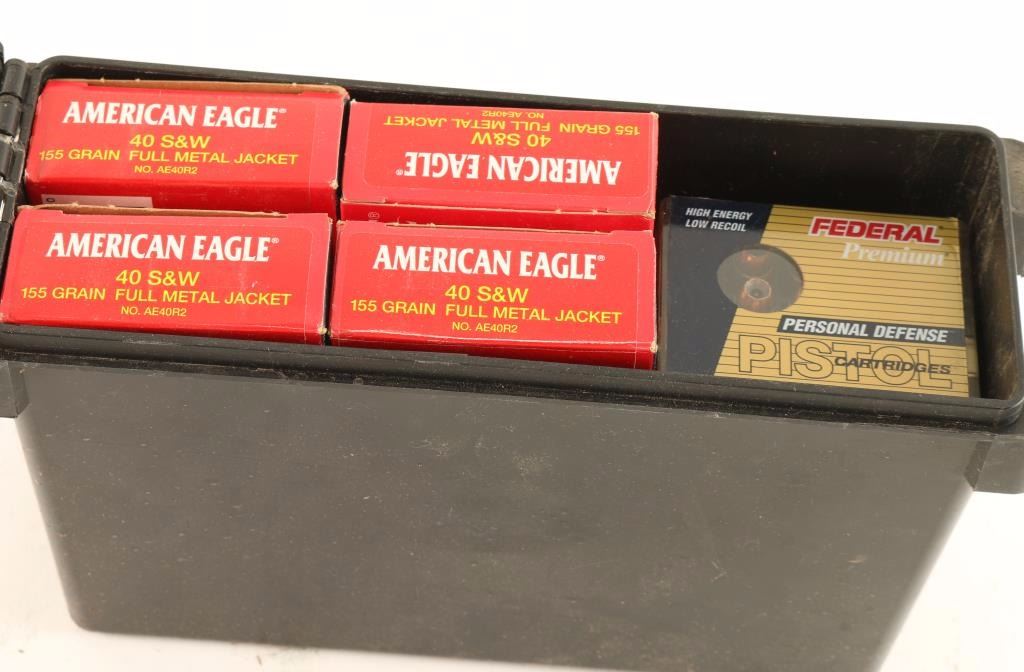 AMERICAN EAGLE®
40 S&W
155 GRAIN FULL METAL JACKET
NO. AE40R2
AMERICAN EAGLE®
40 S&W
155 GRAIN FULL METAL JACKET
NO. AE40R2
AMERICAN EAGLE®
40 S&W
155 GRAIN FULL METAL JACKET
NO. AE40R2
AMERICAN EAGLE®
40 S&W
155 GRAIN FULL METAL JACKET
NO. AE40R2
HIGH ENERGY
LOW RECOIL
FEDERAL
Premium
PERSONAL DEFENSE
PISTOL
CARTRIDGES